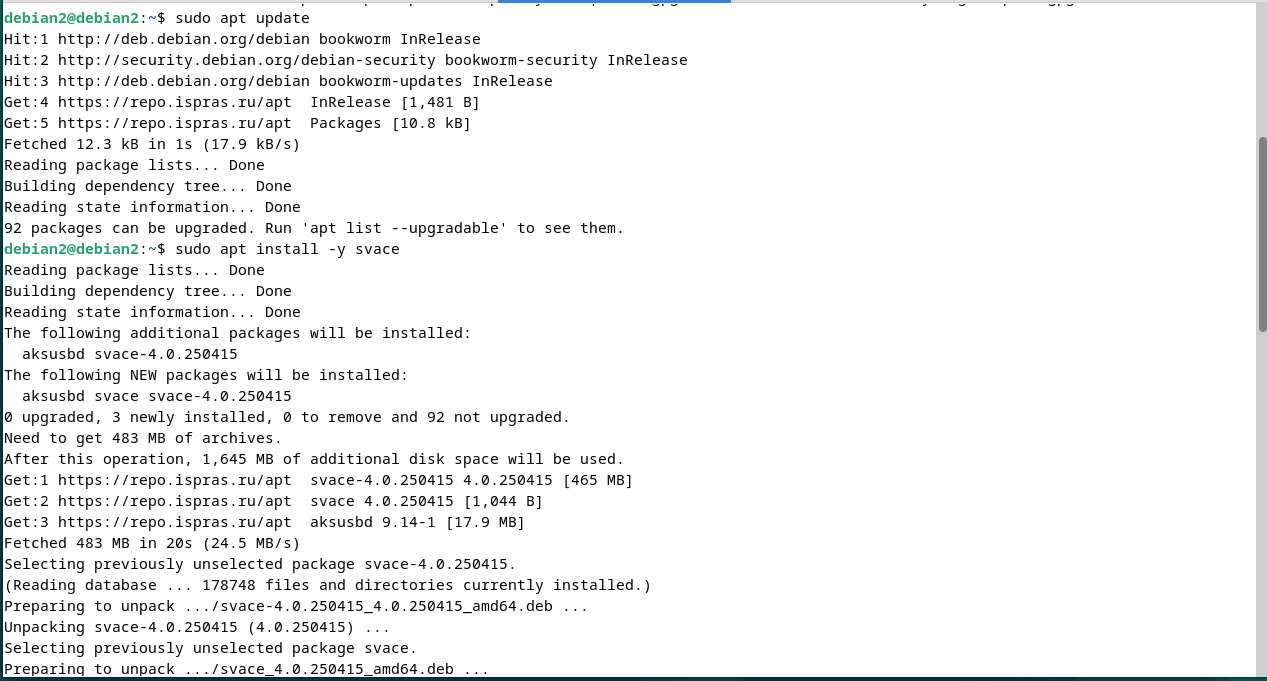 debian2@debian2:~$ sudo apt update
Hit:1 http://deb.debian.org/debian bookworm InRelease
Hit:2 http://security.debian.org/debian-security bookworm-security InRelease
Hit:3 http://deb.debian.org/debian bookworm-updates InRelease
Get:4 https://repo.ispras.ru/apt  InRelease [1,481 B]
Get:5 https://repo.ispras.ru/apt  Packages [10.8 kB]
Fetched 12.3 kB in 1s (17.9 kB/s)
Reading package lists... Done
Building dependency tree... Done
Reading state information... Done
92 packages can be upgraded. Run 'apt list --upgradable' to see them.
debian2@debian2:~$ sudo apt install -y svace
Reading package lists... Done
Building dependency tree... Done
Reading state information... Done
The following additional packages will be installed:
  aksusbd svace-4.0.250415
The following NEW packages will be installed:
  aksusbd svace svace-4.0.250415
0 upgraded, 3 newly installed, 0 to remove and 92 not upgraded.
Need to get 483 MB of archives.
After this operation, 1,645 MB of additional disk space will be used.
Get:1 https://repo.ispras.ru/apt  svace-4.0.250415 4.0.250415 [465 MB]
Get:2 https://repo.ispras.ru/apt  svace 4.0.250415 [1,044 B]
Get:3 https://repo.ispras.ru/apt  aksusbd 9.14-1 [17.9 MB]
Fetched 483 MB in 20s (24.5 MB/s)
Selecting previously unselected package svace-4.0.250415.
(Reading database ... 178748 files and directories currently installed.)
Preparing to unpack .../svace-4.0.250415_4.0.250415_amd64.deb ...
Unpacking svace-4.0.250415 (4.0.250415) ...
Selecting previously unselected package svace.
Preparing to unpack .../svace_4.0.250415_amd64.deb ...